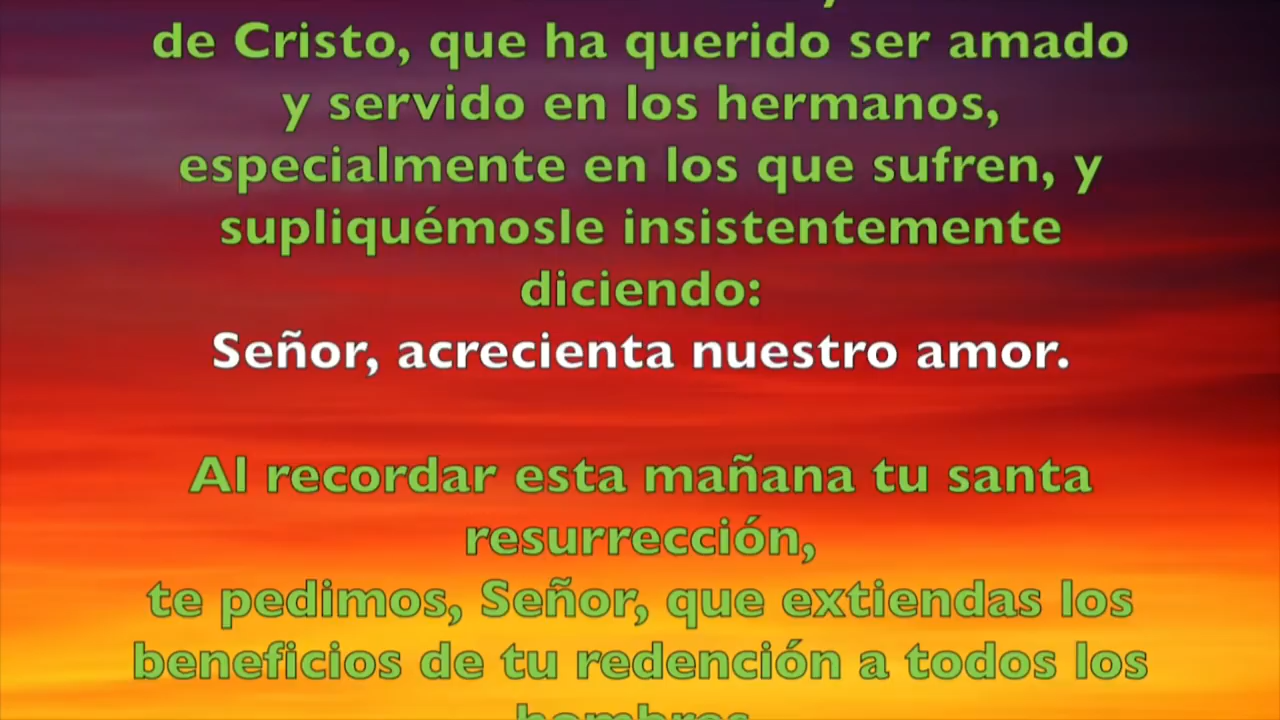 de Cristo, que ha querido ser amado
y servido en los hermanos,
especialmente en los que sufren, y
supliquémosle insistentemente
diciendo:
Señor, acrecienta nuestro amor.
Al recordar esta mañana tu santa
resurrección,
te pedimos, Señor, que extiendas los
beneficios de tu redención a todos los
hombres